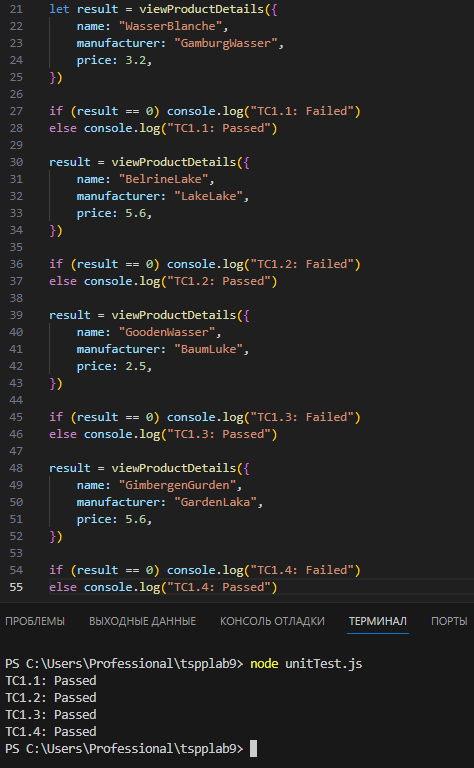 21 let result = viewProductDetails({
22     name: "WasserBlanche",
23     manufacturer: "GamburgWasser",
24     price: 3.2,
25 })
26
27 if (result == 0) console.log("TC1.1: Failed")
28 else console.log("TC1.1: Passed")
29
30 result = viewProductDetails({
31     name: "BelrineLake",
32     manufacturer: "LakeLake",
33     price: 5.6,
34 })
35
36 if (result == 0) console.log("TC1.2: Failed")
37 else console.log("TC1.2: Passed")
38
39 result = viewProductDetails({
40     name: "GoodenWasser",
41     manufacturer: "BaumLuke",
42     price: 2.5,
43 })
44
45 if (result == 0) console.log("TC1.3: Failed")
46 else console.log("TC1.3: Passed")
47
48 result = viewProductDetails({
49     name: "GimbergenGurden",
50     manufacturer: "GardenLaka",
51     price: 5.6,
52 })
53
54 if (result == 0) console.log("TC1.4: Failed")
55 else console.log("TC1.4: Passed")
ПРОБЛЕМЫ ВЫХОДНЫЕ ДАННЫЕ КОНСОЛЬ ОТЛАДКИ ТЕРМИНАЛ ПОРТЫ
PS C:\Users\Professional\tspplab9> node unitTest.js
TC1.1: Passed
TC1.2: Passed
TC1.3: Passed
TC1.4: Passed
PS C:\Users\Professional\tspplab9>